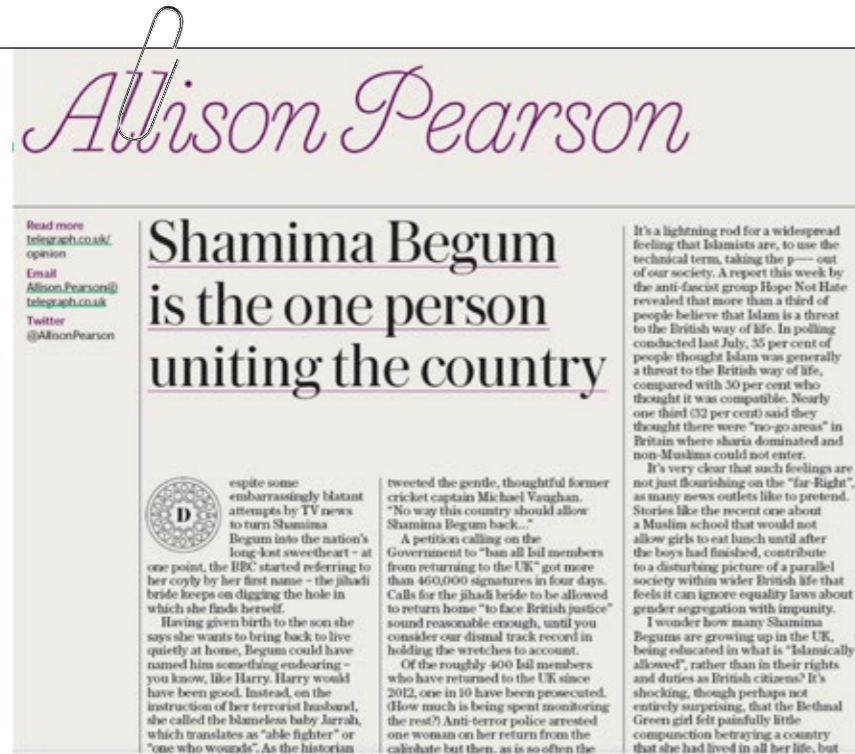 Allison Pearson
Read more
telegraph.co.uk/
opinion
Email
Allison.Pearson@
telegraph.co.uk
Twitter
@AllisonPearson
Shamima Begum
is the one person
uniting the country
Despite some
embarrassingly blatant
attempts by TV news
to turn Shamima
Begum into the nation's
long-lost sweetheart – at
one point, the BBC started referring to
her coyly by her first name – the jihadi
bride keeps on digging the hole in
which she finds herself.
Having given birth to the son she
says she wants to bring back to live
quietly at home, Begum could have
named him something endearing –
you know, like Harry. Harry would
have been good. Instead, on the
instruction of her terrorist husband,
she called the blameless baby Jarrah,
which translates as "able fighter" or
"one who wounds". As the historian
tweeted the gentle, thoughtful former
cricket captain Michael Vaughan.
"No way this country should allow
Shamima Begum back..."
A petition calling on the
Government to "ban all Isil members
from returning to the UK" got more
than 460,000 signatures in four days.
Calls for the jihadi bride to be allowed
to return home "to face British justice"
sound reasonable enough, until you
consider our dismal track record in
holding the wretches to account.
Of the roughly 400 Isil members
who have returned to the UK since
2012, one in 10 have been prosecuted.
(How much is being spent monitoring
the rest?) Anti-terror police arrested
one woman on her return from the
caliphate but then, as is so often the
It's a lightning rod for a widespread
feeling that Islamists are, to use the
technical term, taking the p— out
of our society. A report this week by
the anti-fascist group Hope Not Hate
revealed that more than a third of
people believe that Islam is a threat
to the British way of life. In polling
conducted last July, 35 per cent of
people thought Islam was generally
a threat to the British way of life,
compared with 30 per cent who
thought it was compatible. Nearly
one third (32 per cent) said they
thought there were "no-go areas" in
Britain where sharia dominated and
non-Muslims could not enter.
It's very clear that such feelings are
not just flourishing on the "far-Right",
as many news outlets like to pretend.
Stories like the recent one about
a Muslim school that would not
allow girls to eat lunch until after
the boys had finished, contribute
to a disturbing picture of a parallel
society within wider British life that
feels it can ignore equality laws about
gender segregation with impunity.
I wonder how many Shamima
Begums are growing up in the UK,
being educated in what is "Islamically
allowed", rather than in their rights
and duties as British citizens? It's
shocking, though perhaps not
entirely surprising, that the Bethnal
Green girl felt painfully little
compunction betraying a country
that she had lived in all her life, but